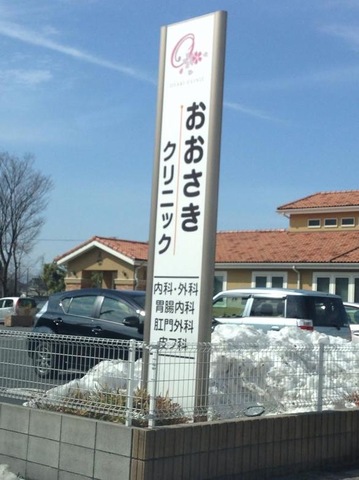 おおさき
クリニック
内科・外科
胃腸内科
肛門外科
皮フ科